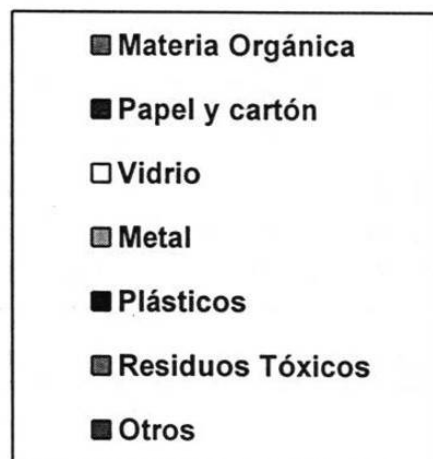 Materia Orgánica
Papel y cartón
Vidrio
Metal
Plásticos
Residuos Tóxicos
Otros